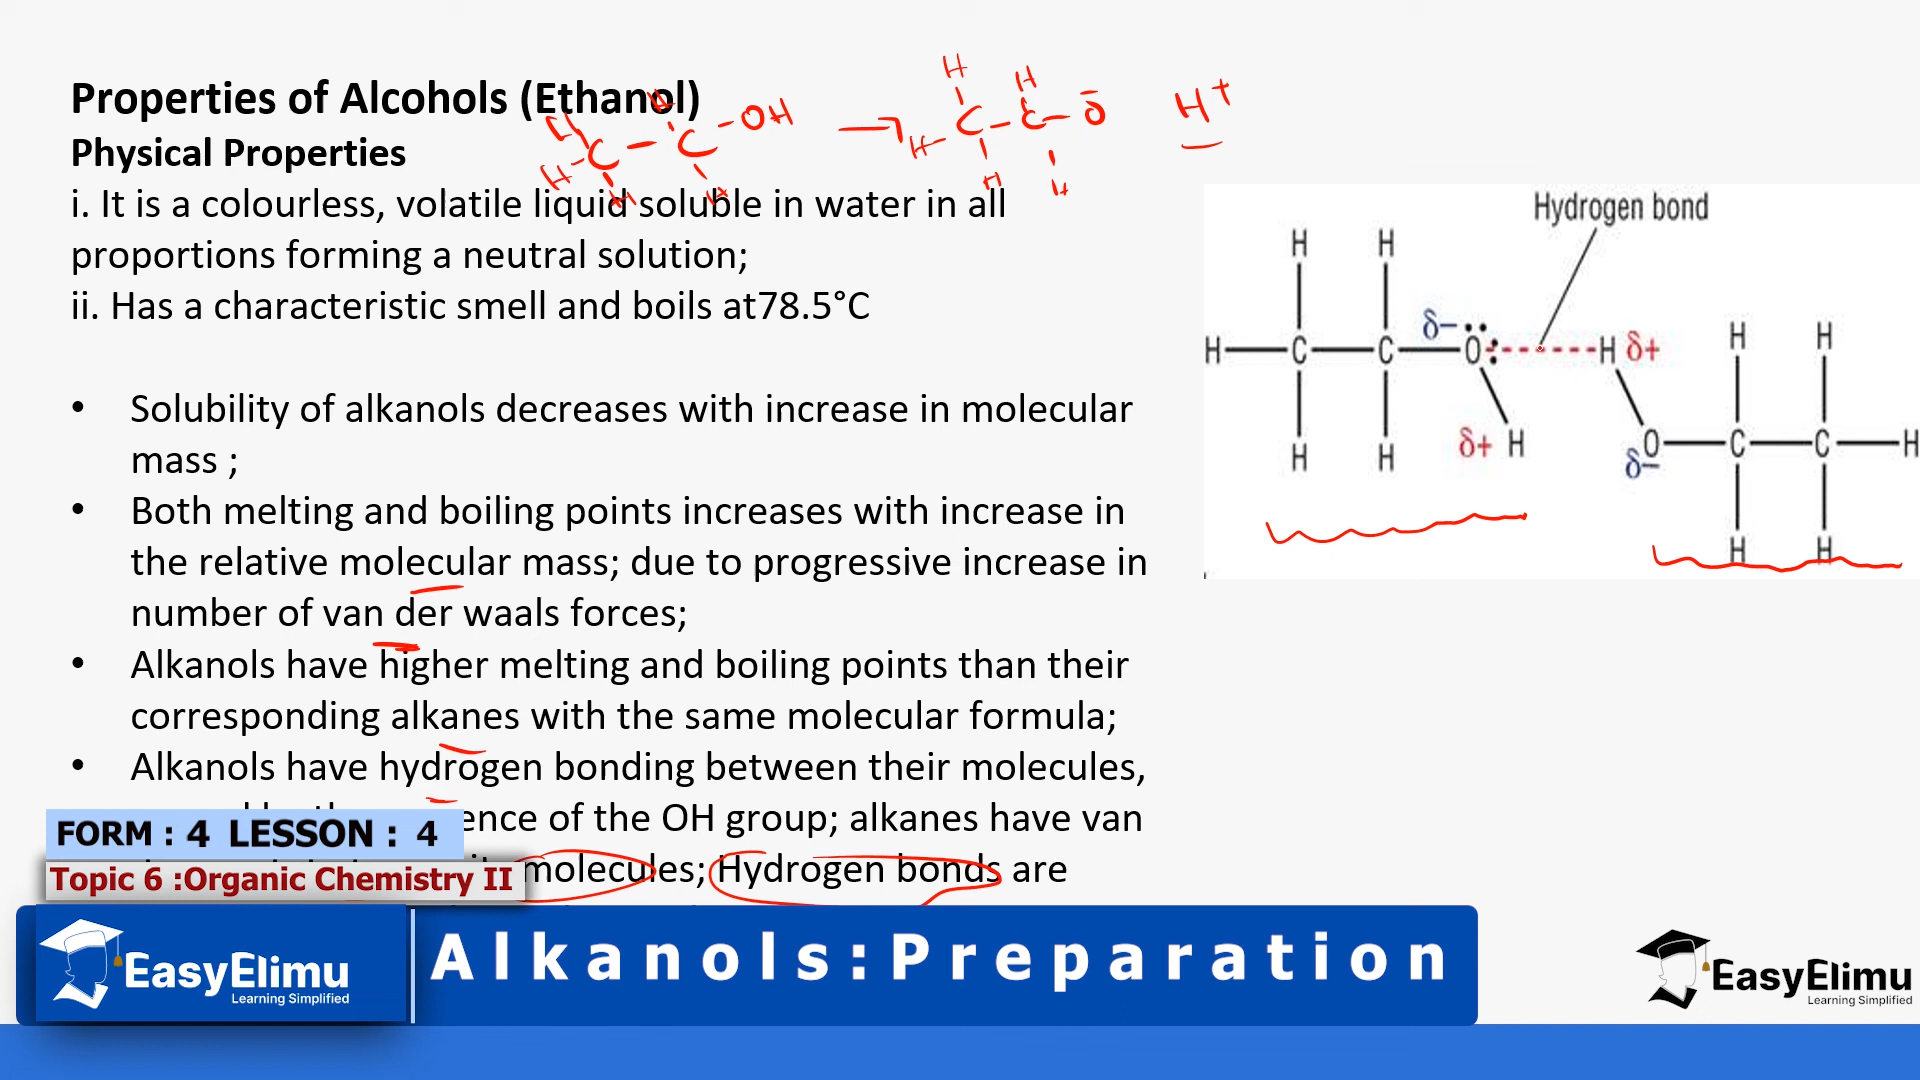 Properties of Alcohols (Ethanol)
Physical Properties
i. It is a colourless, volatile liquid soluble in water in all
proportions forming a neutral solution;
ii. Has a characteristic smell and boils at78.5°C
• Solubility of alkanols decreases with increase in molecular
mass ;
• Both melting and boiling points increases with increase in
the relative molecular mass; due to progressive increase in
number of van der waals forces;
• Alkanols have higher melting and boiling points than their
corresponding alkanes with the same molecular formula;
• Alkanols have hydrogen bonding between their molecules,
ence of the OH group; alkanes have van
molecules; Hydrogen bonds are
H
H H
H - C - C - OH → H - C - C - O⁻ H⁺
H H H H
Hydrogen bond
H H
H C C δ− O H δ+ H H
H H δ+ H δ− O C C H
H H
FORM : 4 LESSON : 4
Topic 6 :Organic Chemistry II
EasyElimu
Learning Simplified
Alkanols:Preparation
EasyElimu
Learning Simplified